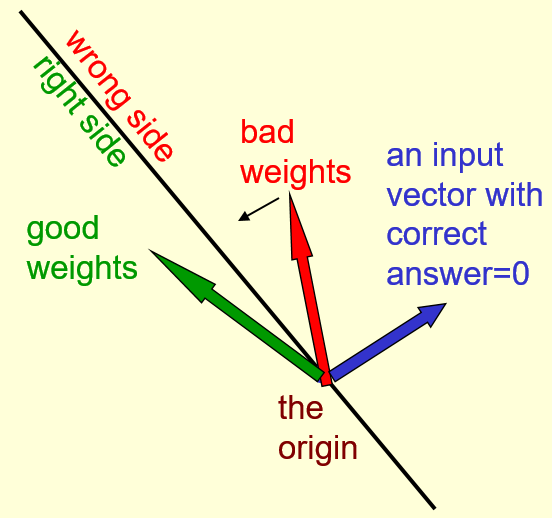 wrong side
right side
bad
weights
an input
vector with
correct
answer=0
good
weights
the
origin